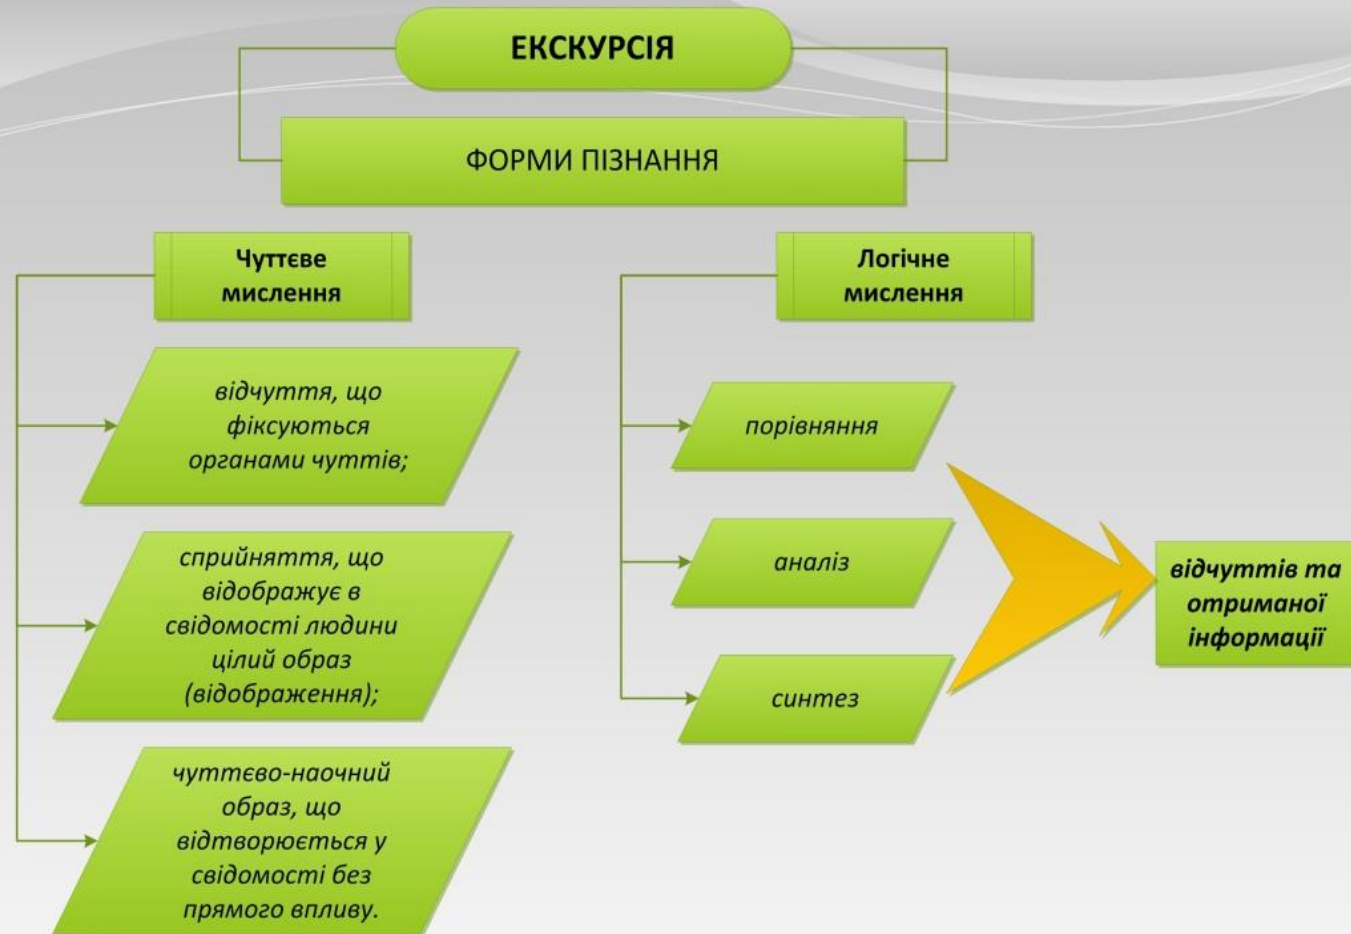 ЕКСКУРСІЯ
ФОРМИ ПІЗНАННЯ
Чуттєве
мислення
відчуття, що
фіксуються
органами чуттів;
сприйняття, що
відображує в
свідомості людини
цілий образ
(відображення);
чуттєво-наочний
образ, що
відтворюється у
свідомості без
прямого впливу.
Логічне
мислення
порівняння
аналіз
синтез
відчуттів та
отриманої
інформації